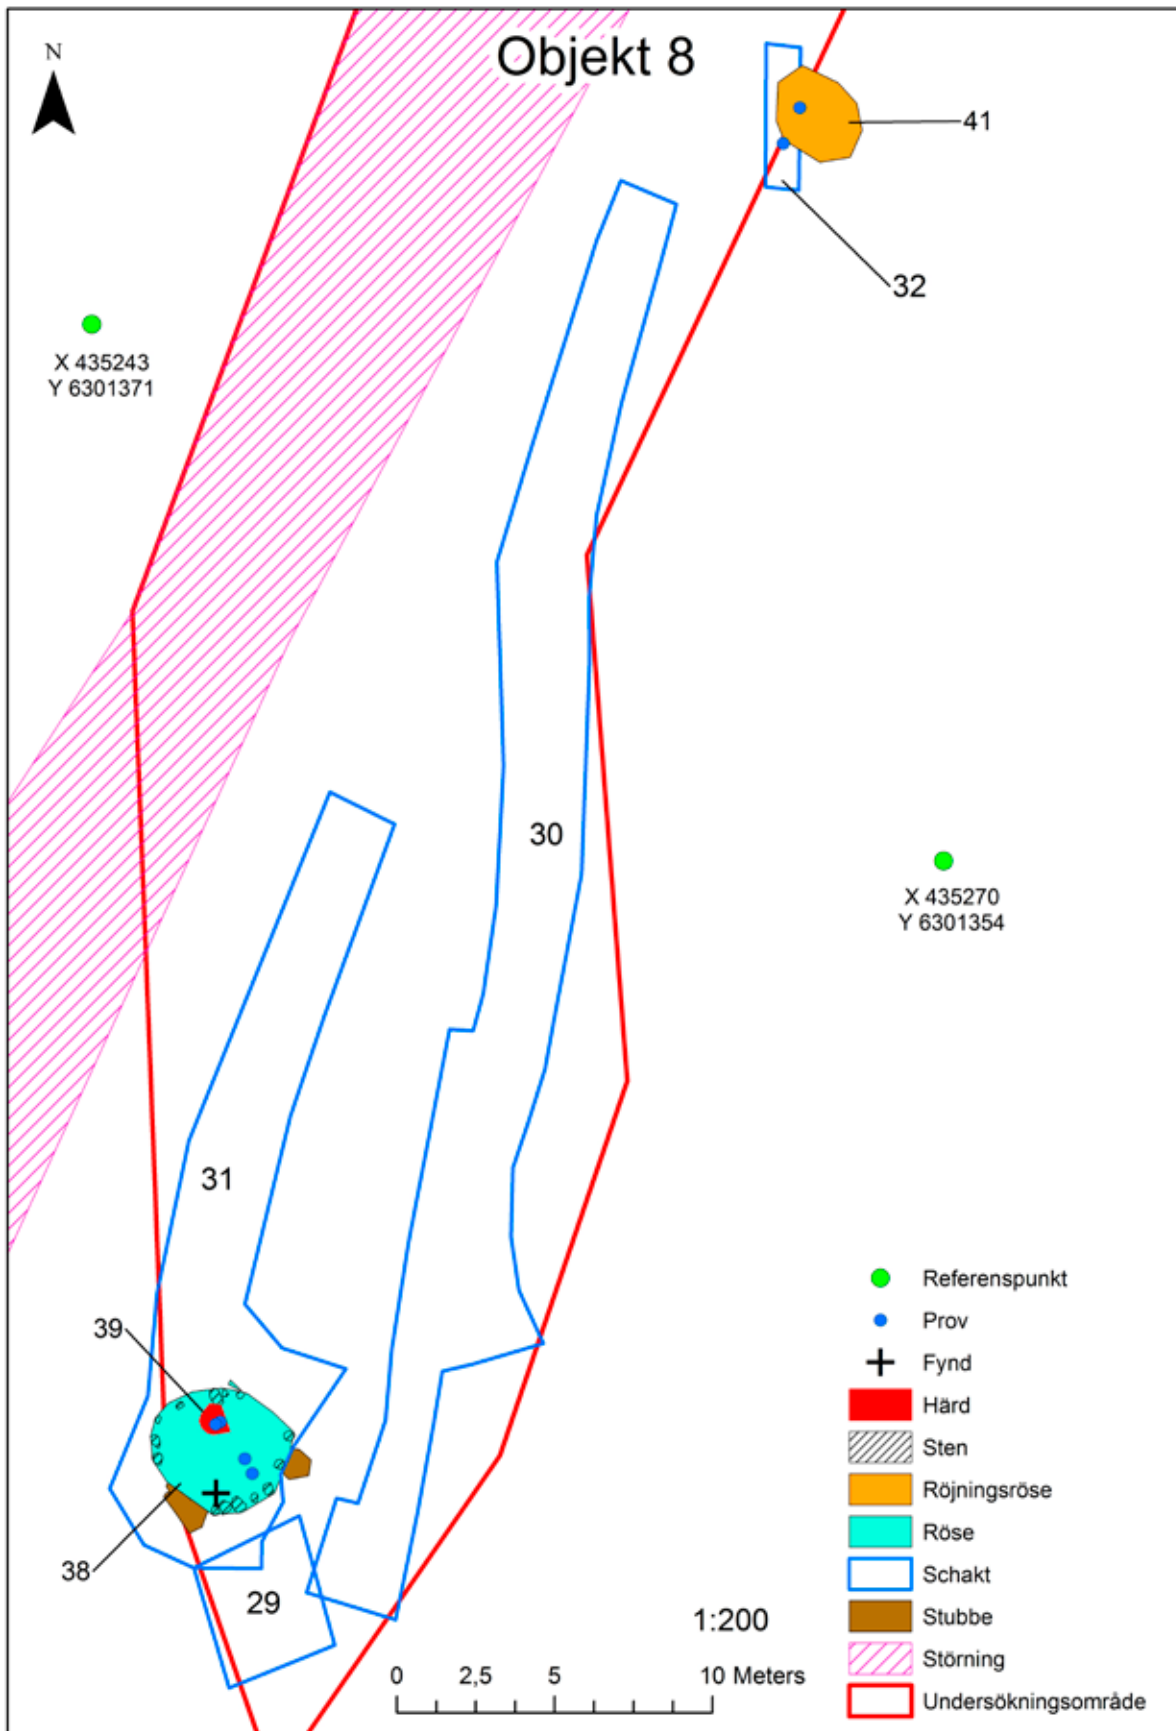 Objekt 8
N
41
32
X 435243
Y 6301371
30
X 435270
Y 6301354
31
39
38
29
Referenspunkt
Prov
Fynd
Härd
Sten
Röjningsröse
Röse
Schakt
Stubbe
Störning
Undersökningsområde
1:200
0 2,5 5 10 Meters